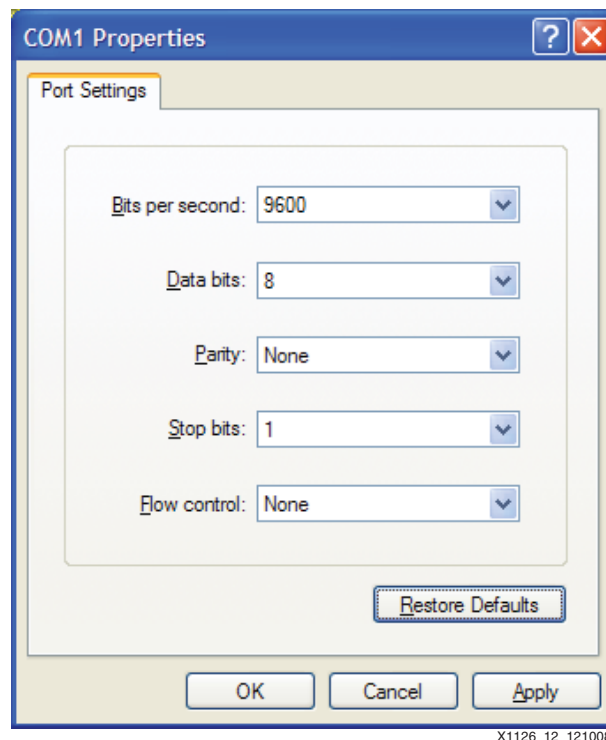 COM1 Properties
Port Settings
Bits per second: 9600
Data bits: 8
Parity: None
Stop bits: 1
Flow control: None
Restore Defaults
OK Cancel Apply
X1126_12_121008